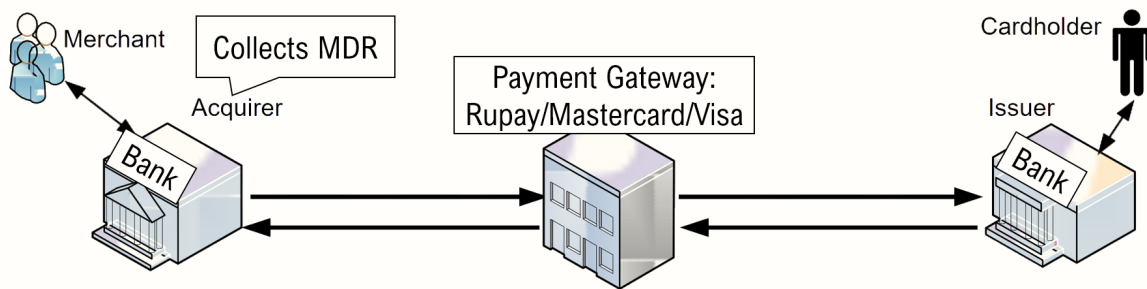 Merchant
Collects MDR
Acquirer
Bank
Payment Gateway:
Rupay/Mastercard/Visa
Cardholder
Issuer
Bank